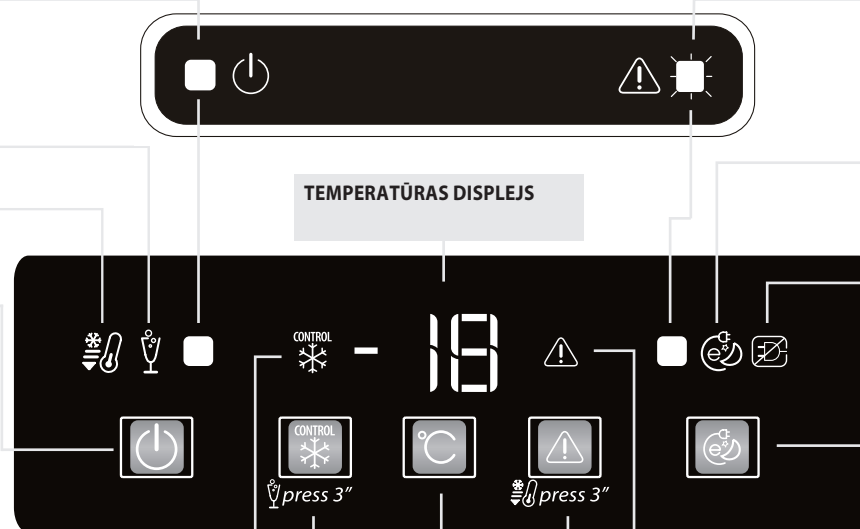 TEMPERATŪRAS DISPLEJS
CONTROL
-18
CONTROL
°C
e
press 3”
press 3”